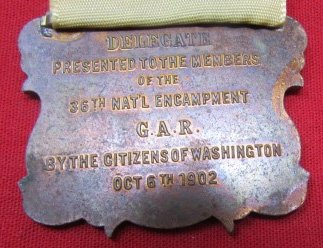 DELEGATE
PRESENTED TO THE MEMBERS
OF THE
36TH NAT'L ENCAMPMENT
G.A.R.
BY THE CITIZENS OF WASHINGTON
OCT 6TH 1902